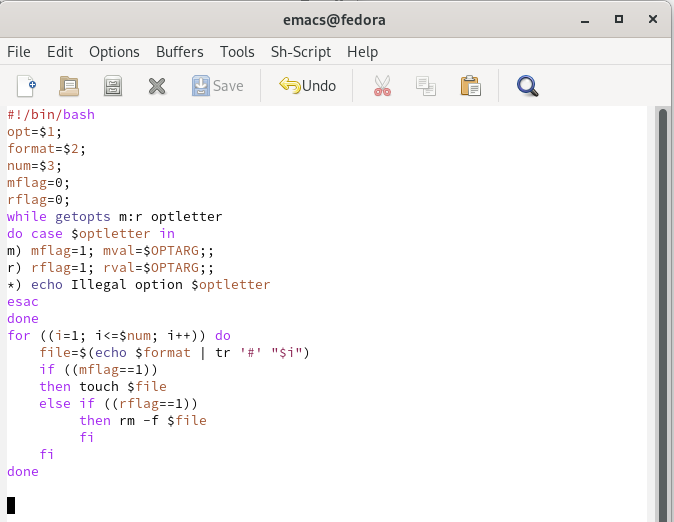 emacs@fedora
File Edit Options Buffers Tools Sh-Script Help
Save Undo
#!/bin/bash
opt=$1;
format=$2;
num=$3;
mflag=0;
rflag=0;
while getopts m:r optletter
do case $optletter in
m) mflag=1; mval=$OPTARG;;
r) rflag=1; rval=$OPTARG;;
*) echo Illegal option $optletter
esac
done
for ((i=1; i<=$num; i++)) do
    file=$(echo $format | tr '#' "$i")
    if ((mflag==1))
    then touch $file
    else if ((rflag==1))
         then rm -f $file
         fi
    fi
done